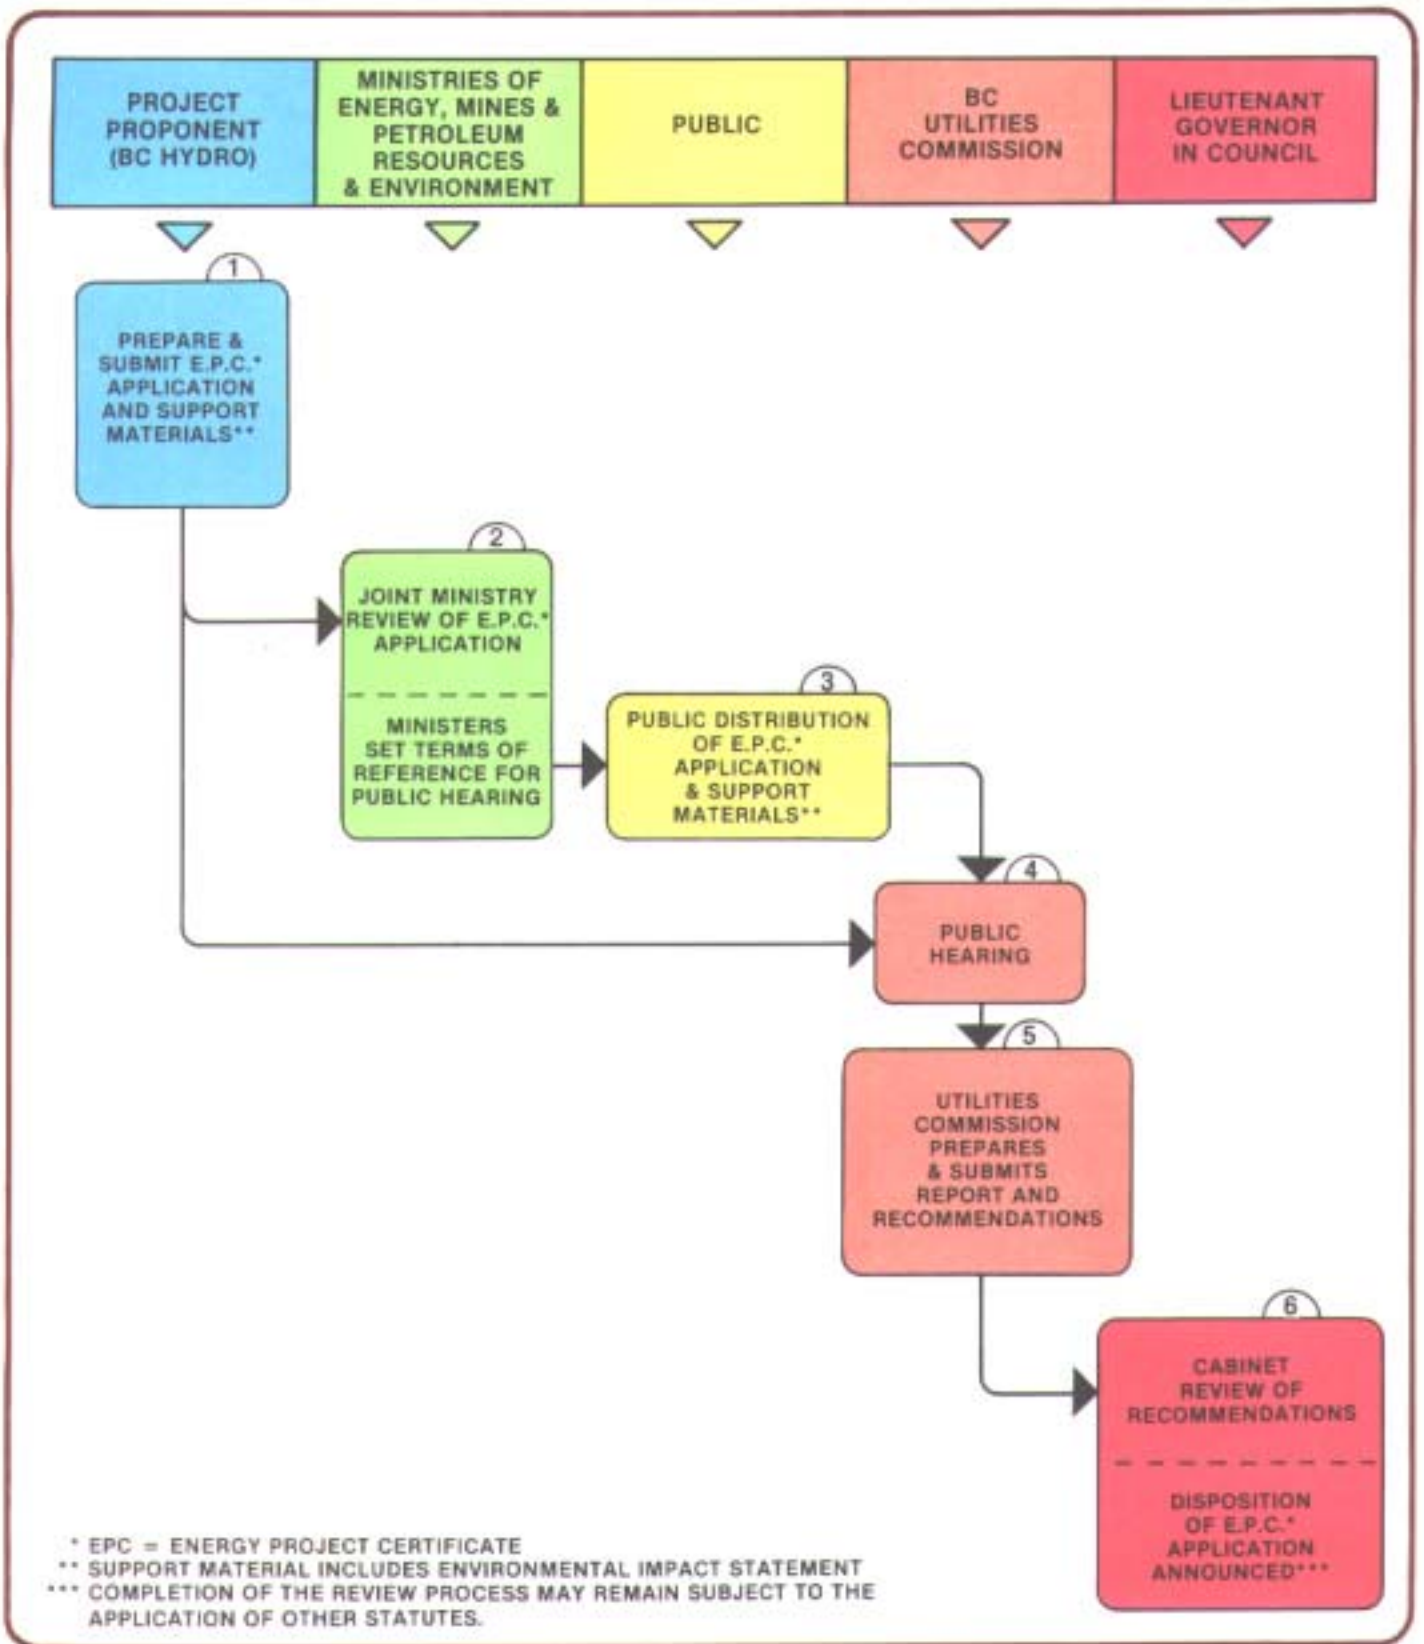 PROJECT
PROPONENT
(BC HYDRO)
MINISTRIES OF
ENERGY, MINES &
PETROLEUM
RESOURCES
& ENVIRONMENT
PUBLIC
BC
UTILITIES
COMMISSION
LIEUTENANT
GOVERNOR
IN COUNCIL
1
PREPARE &
SUBMIT E.P.C.*
APPLICATION
AND SUPPORT
MATERIALS**
2
JOINT MINISTRY
REVIEW OF E.P.C.*
APPLICATION
MINISTERS
SET TERMS OF
REFERENCE FOR
PUBLIC HEARING
3
PUBLIC DISTRIBUTION
OF E.P.C.*
APPLICATION
& SUPPORT
MATERIALS**
4
PUBLIC
HEARING
5
UTILITIES
COMMISSION
PREPARES
& SUBMITS
REPORT AND
RECOMMENDATIONS
6
CABINET
REVIEW OF
RECOMMENDATIONS
DISPOSITION
OF E.P.C.*
APPLICATION
ANNOUNCED***
* EPC = ENERGY PROJECT CERTIFICATE
** SUPPORT MATERIAL INCLUDES ENVIRONMENTAL IMPACT STATEMENT
*** COMPLETION OF THE REVIEW PROCESS MAY REMAIN SUBJECT TO THE
APPLICATION OF OTHER STATUTES.